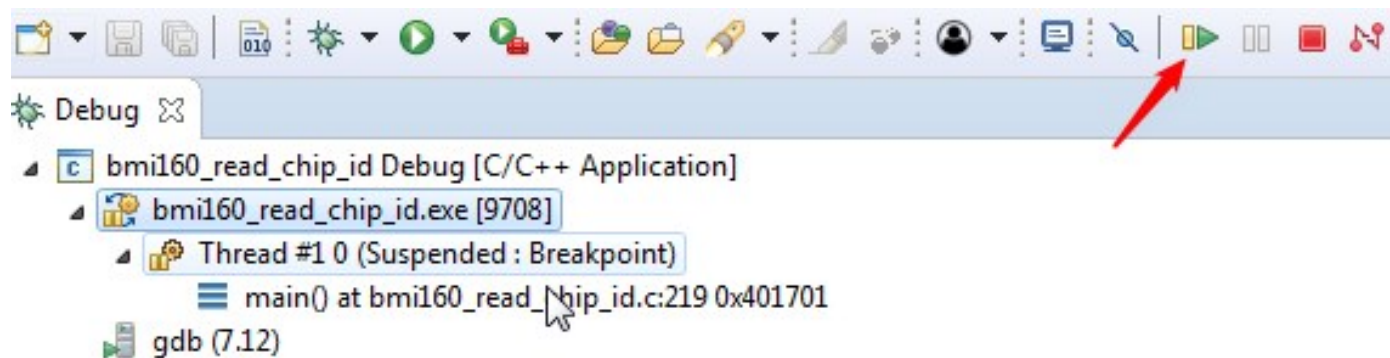 010
Debug
c bmi160_read_chip_id Debug [C/C++ Application]
bmi160_read_chip_id.exe [9708]
Thread #1 0 (Suspended : Breakpoint)
main() at bmi160_read_chip_id.c:219 0x401701
gdb (7.12)